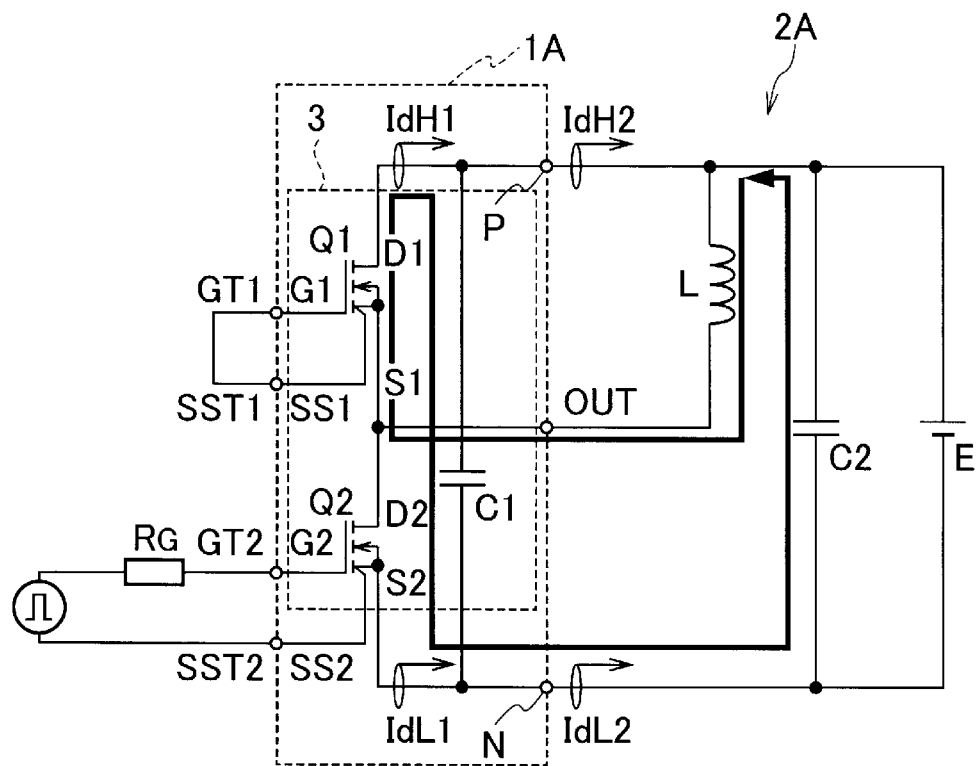 2A
1A
3
IdH1
IdH2
P
Q1
D1
GT1
G1
L
S1
SST1
SS1
OUT
C2
E
Q2
D2
C1
RG
GT2
G2
S2
SST2
SS2
IdL1
N
IdL2